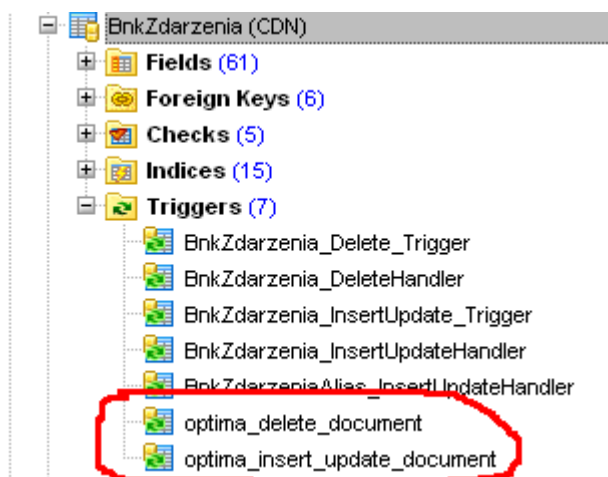 BnkZdarzenia (CDN)
Fields (61)
Foreign Keys (6)
Checks (5)
Indices (15)
Triggers (7)
BnkZdarzenia_Delete_Trigger
BnkZdarzenia_DeleteHandler
BnkZdarzenia_InsertUpdate_Trigger
BnkZdarzenia_InsertUpdateHandler
BnkZdarzeniaAlias_InsertUpdateHandler
optima_delete_document
optima_insert_update_document